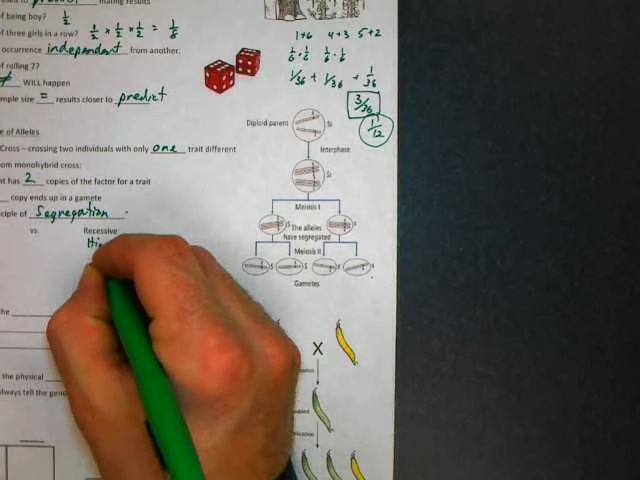 mating results
of being boy? 1/2
of three girls in a row? 1/2 x 1/2 x 1/2 = 1/8
occurrence independent from another.
of rolling 7?
≠ WILL happen
mple size = results closer to predict
1+6 4+3 5+2
1/6 · 1/6 1/6 · 1/6
1/36 + 1/36 + 1/36
3/36
1/12
e of Alleles
Cross – crossing two individuals with only one trait different
om monohybrid cross:
nt has 2 copies of the factor for a trait
copy ends up in a gamete
ciple of Segregation
vs. Recessive
Hi
the
the physical
always tell the geno
Diploid parent
Ss
Interphase
Meiosis I
The alleles
have segregated
Meiosis II
S S s s
Gametes
X